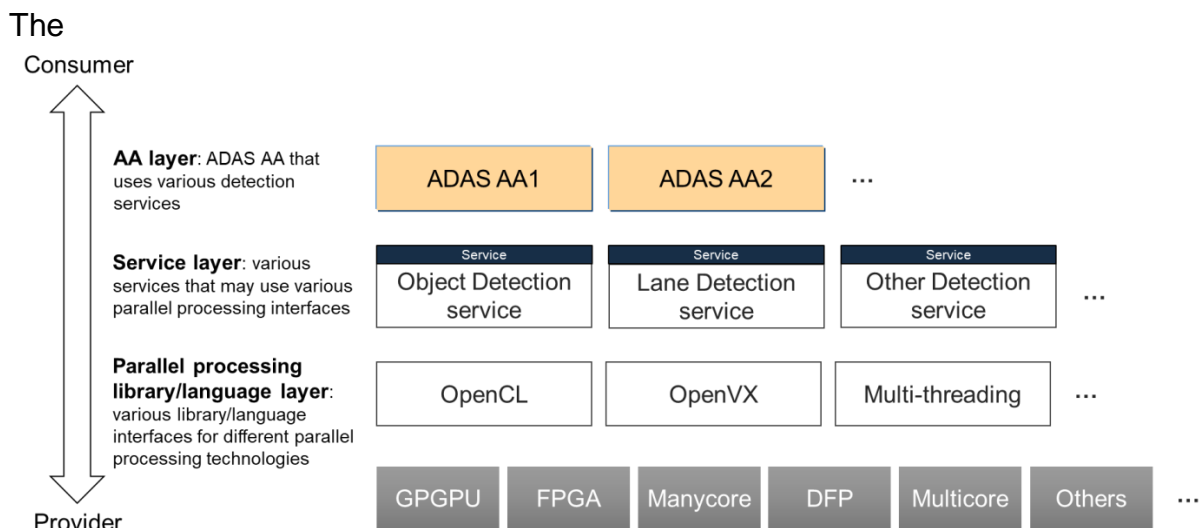 The
Consumer
AA layer: ADAS AA that
uses various detection
services
ADAS AA1
ADAS AA2
...
Service layer: various
services that may use various
parallel processing interfaces
Service
Object Detection
service
Service
Lane Detection
service
Service
Other Detection
service
...
Parallel processing
library/language layer:
various library/language
interfaces for different parallel
processing technologies
OpenCL
OpenVX
Multi-threading
...
GPGPU
FPGA
Manycore
DFP
Multicore
Others
...
Provider